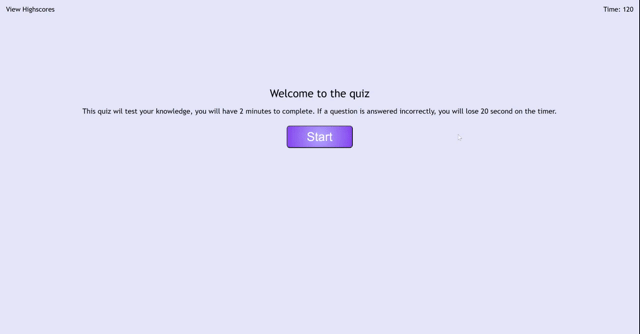 View Highscores
Time: 120
Welcome to the quiz
This quiz wil test your knowledge, you will have 2 minutes to complete. If a question is answered incorrectly, you will lose 20 second on the timer.
Start